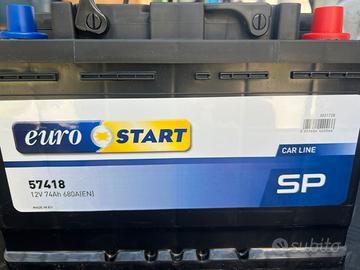 euro START
CAR LINE
57418
12V 74Ah 680A(EN)
SP
MADE IN EU
subito